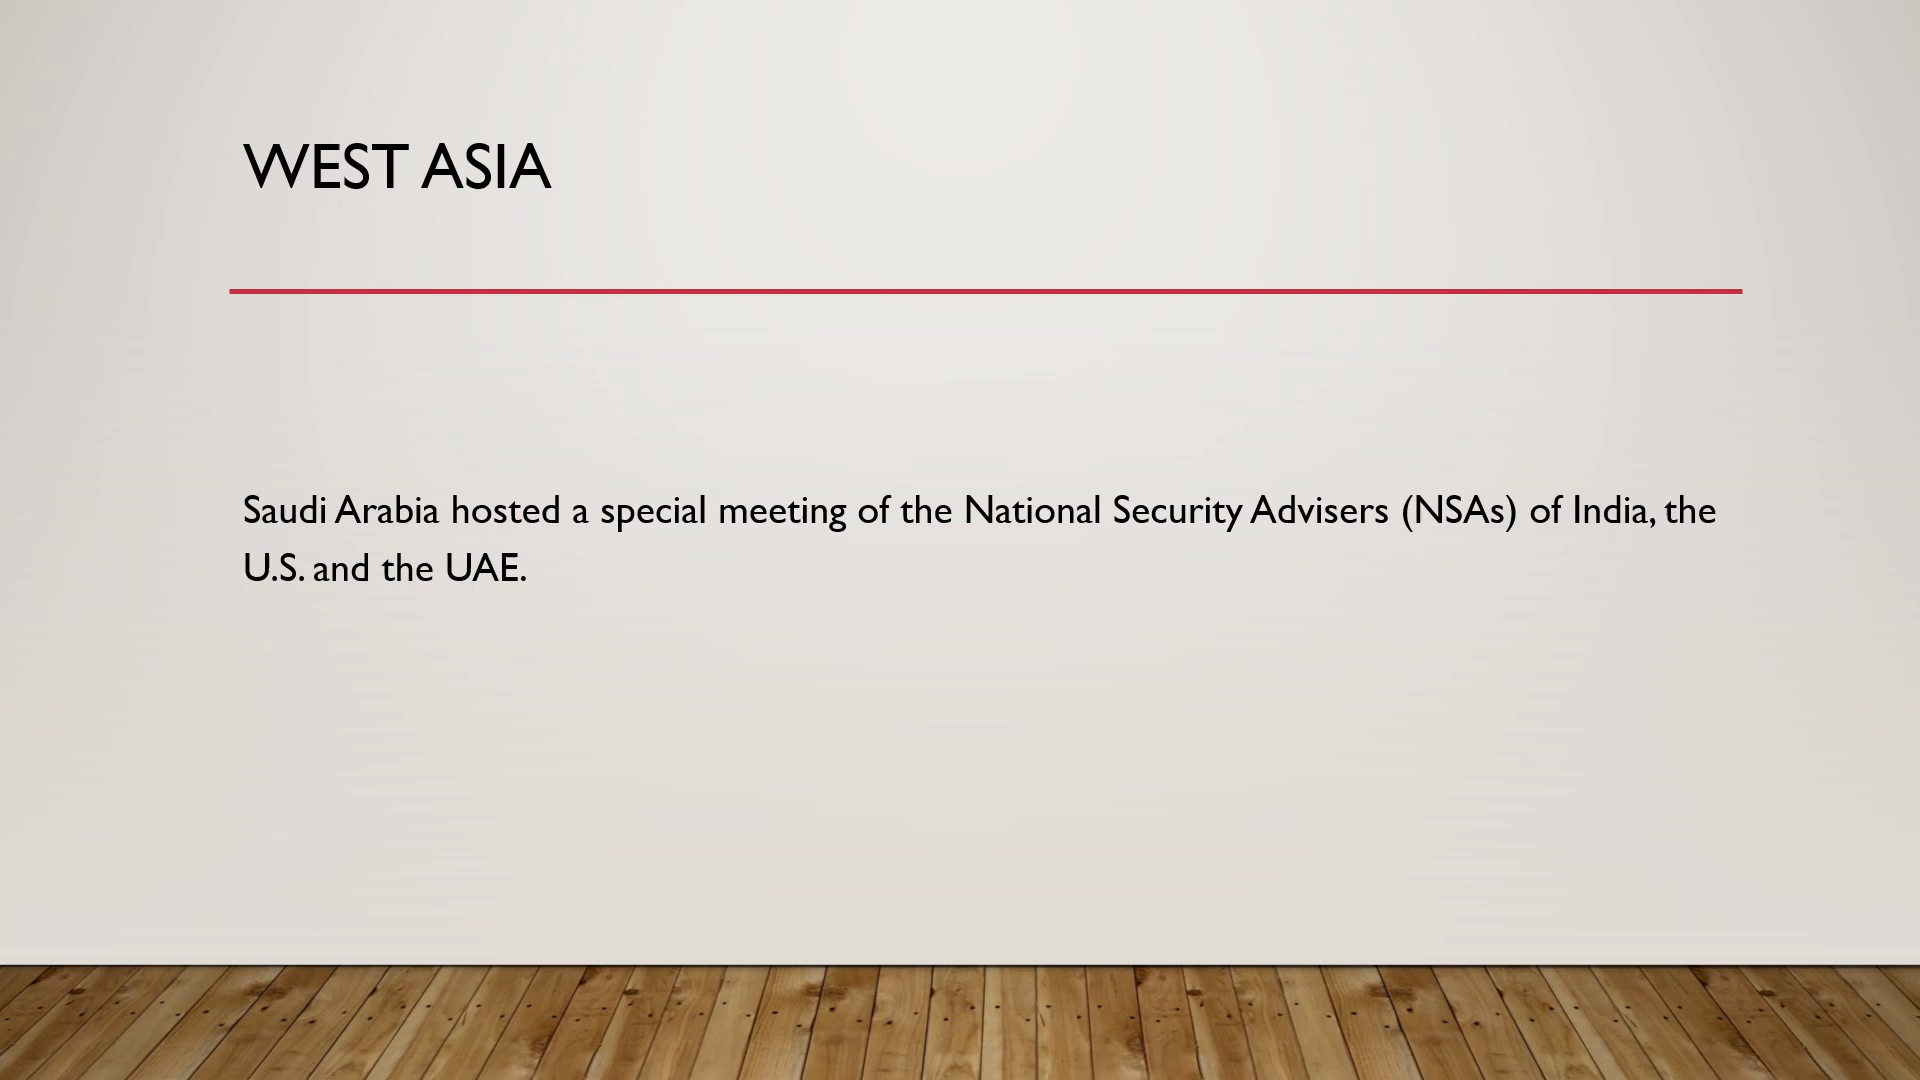 WEST ASIA
Saudi Arabia hosted a special meeting of the National Security Advisers (NSAs) of India, the
U.S. and the UAE.